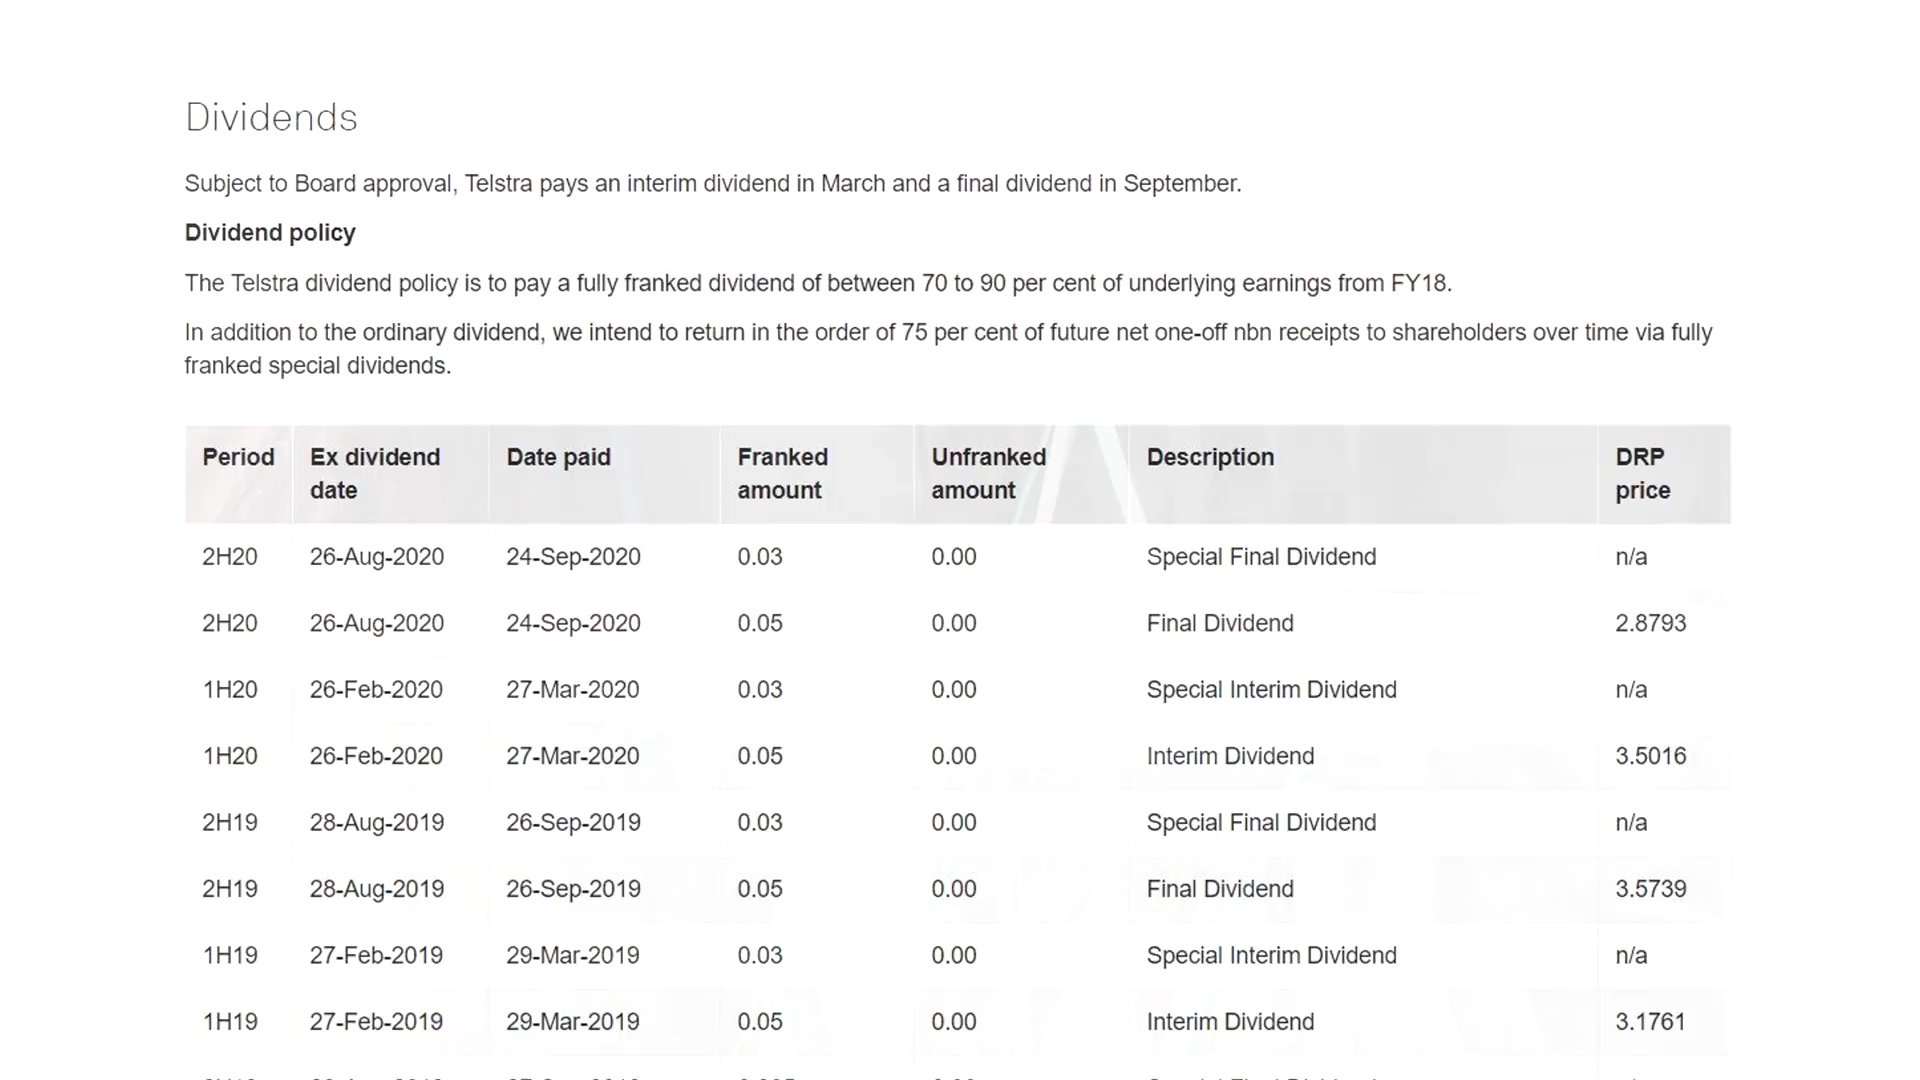 Dividends
Subject to Board approval, Telstra pays an interim dividend in March and a final dividend in September.
Dividend policy
The Telstra dividend policy is to pay a fully franked dividend of between 70 to 90 per cent of underlying earnings from FY18.
In addition to the ordinary dividend, we intend to return in the order of 75 per cent of future net one-off nbn receipts to shareholders over time via fully
franked special dividends.
Period Ex dividend date Date paid Franked amount Unfranked amount Description DRP price
2H20 26-Aug-2020 24-Sep-2020 0.03 0.00 Special Final Dividend n/a
2H20 26-Aug-2020 24-Sep-2020 0.05 0.00 Final Dividend 2.8793
1H20 26-Feb-2020 27-Mar-2020 0.03 0.00 Special Interim Dividend n/a
1H20 26-Feb-2020 27-Mar-2020 0.05 0.00 Interim Dividend 3.5016
2H19 28-Aug-2019 26-Sep-2019 0.03 0.00 Special Final Dividend n/a
2H19 28-Aug-2019 26-Sep-2019 0.05 0.00 Final Dividend 3.5739
1H19 27-Feb-2019 29-Mar-2019 0.03 0.00 Special Interim Dividend n/a
1H19 27-Feb-2019 29-Mar-2019 0.05 0.00 Interim Dividend 3.1761